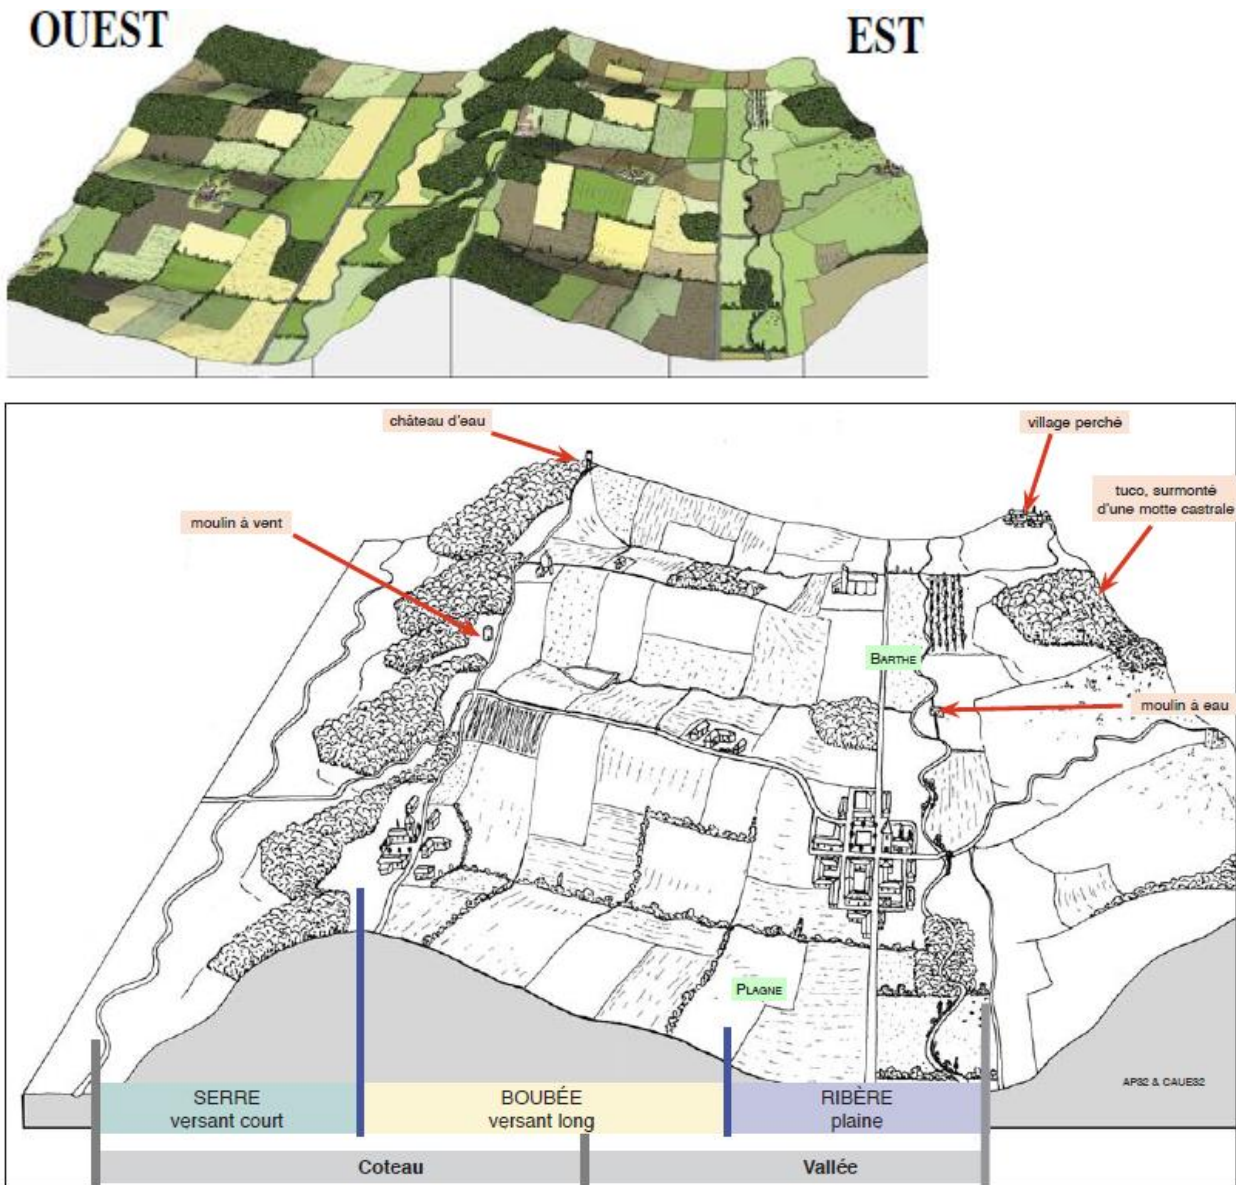 OUEST
EST
château d'eau
village perché
tuco, surmonté
d'une motte castrale
moulin à vent
BARTHE
moulin à eau
PLAGNE
AP32 & CAUE32
SERRE
versant court
BOUBÉE
versant long
RIBÈRE
plaine
Coteau
Vallée